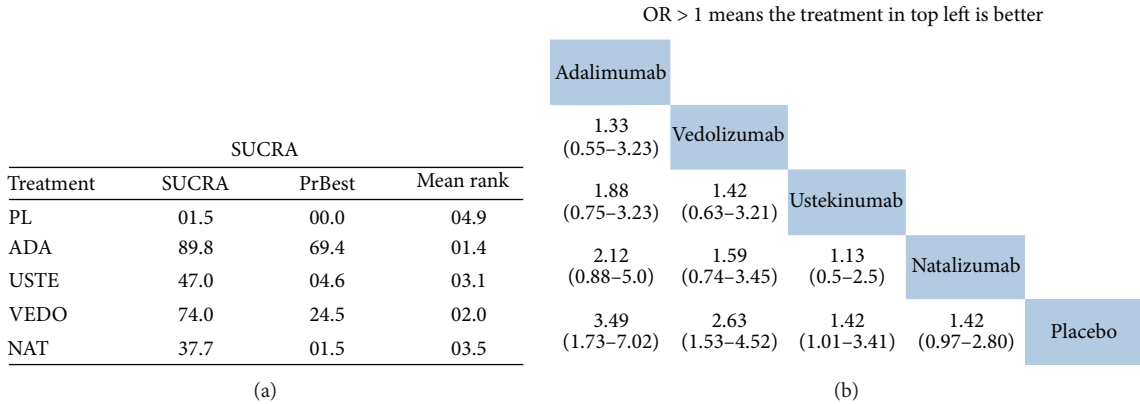 SUCRA
Treatment SUCRA PrBest Mean rank
PL 01.5 00.0 04.9
ADA 89.8 69.4 01.4
USTE 47.0 04.6 03.1
VEDO 74.0 24.5 02.0
NAT 37.7 01.5 03.5
(a)
OR > 1 means the treatment in top left is better
Adalimumab
1.33 Vedolizumab
(0.55–3.23)
1.88 1.42 Ustekinumab
(0.75–3.23) (0.63–3.21)
2.12 1.59 1.13 Natalizumab
(0.88–5.0) (0.74–3.45) (0.5–2.5)
3.49 2.63 1.42 1.42 Placebo
(1.73–7.02) (1.53–4.52) (1.01–3.41) (0.97–2.80)
(b)